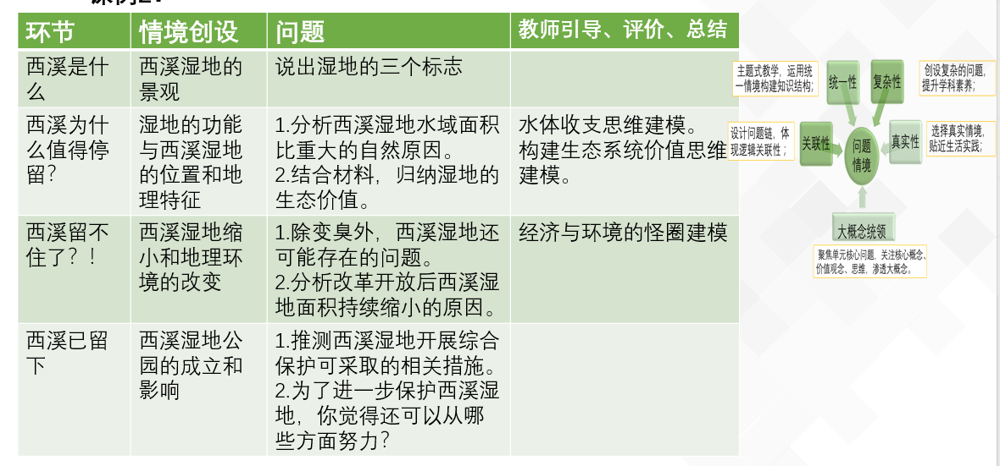 环节
情境创设
问题
教师引导、评价、总结
西溪是什
么
西溪湿地的
景观
说出湿地的三个标志
西溪为什
么值得停
留？
湿地的功能
与西溪湿地
的位置和地
理特征
1.分析西溪湿地水域面积
比重大的自然原因。
2.结合材料，归纳湿地的
生态价值。
水体收支思维建模。
构建生态系统价值思维
建模。
西溪留不
住了？！
西溪湿地缩
小和地理环
境的改变
1.除变臭外，西溪湿地还
可能存在的问题。
2.分析改革开放后西溪湿
地面积持续缩小的原因。
经济与环境的怪圈建模
西溪已留
下
西溪湿地公
园的成立和
影响
1.推测西溪湿地开展综合
保护可采取的相关措施。
2.为了进一步保护西溪湿
地，你觉得还可以从哪
些方面努力？
主题式教学，运用统
一情境构建知识结构；
统一性
复杂性
创设复杂的问题，
提升学科素养；
设计问题链，体
现逻辑关联性；
关联性
问题
情境
真实性
选择真实情境，
贴近生活实践；
大概念统领
聚焦单元核心问题，关注核心概念、
价值观念、思维，渗透大概念。